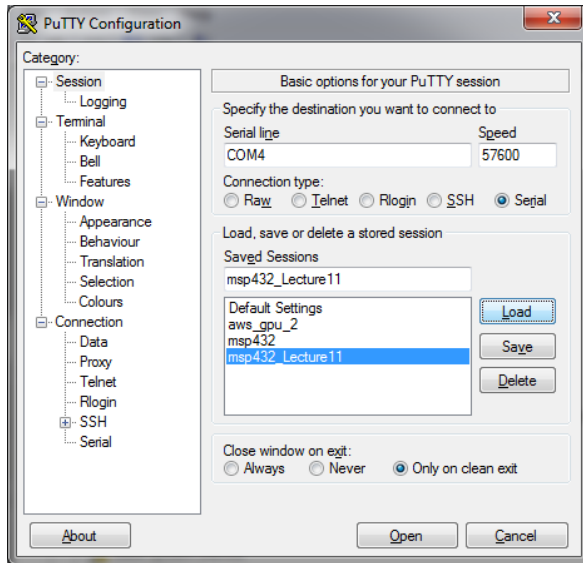 PuTTY Configuration
Category:
Session
Logging
Terminal
Keyboard
Bell
Features
Window
Appearance
Behaviour
Translation
Selection
Colours
Connection
Data
Proxy
Telnet
Rlogin
SSH
Serial
Basic options for your PuTTY session
Specify the destination you want to connect to
Serial line Speed
COM4 57600
Connection type:
Raw Telnet Rlogin SSH Serial
Load, save or delete a stored session
Saved Sessions
msp432_Lecture11
Default Settings
aws_gpu_2
msp432
msp432_Lecture11
Load
Save
Delete
Close window on exit:
Always Never Only on clean exit
About Open Cancel